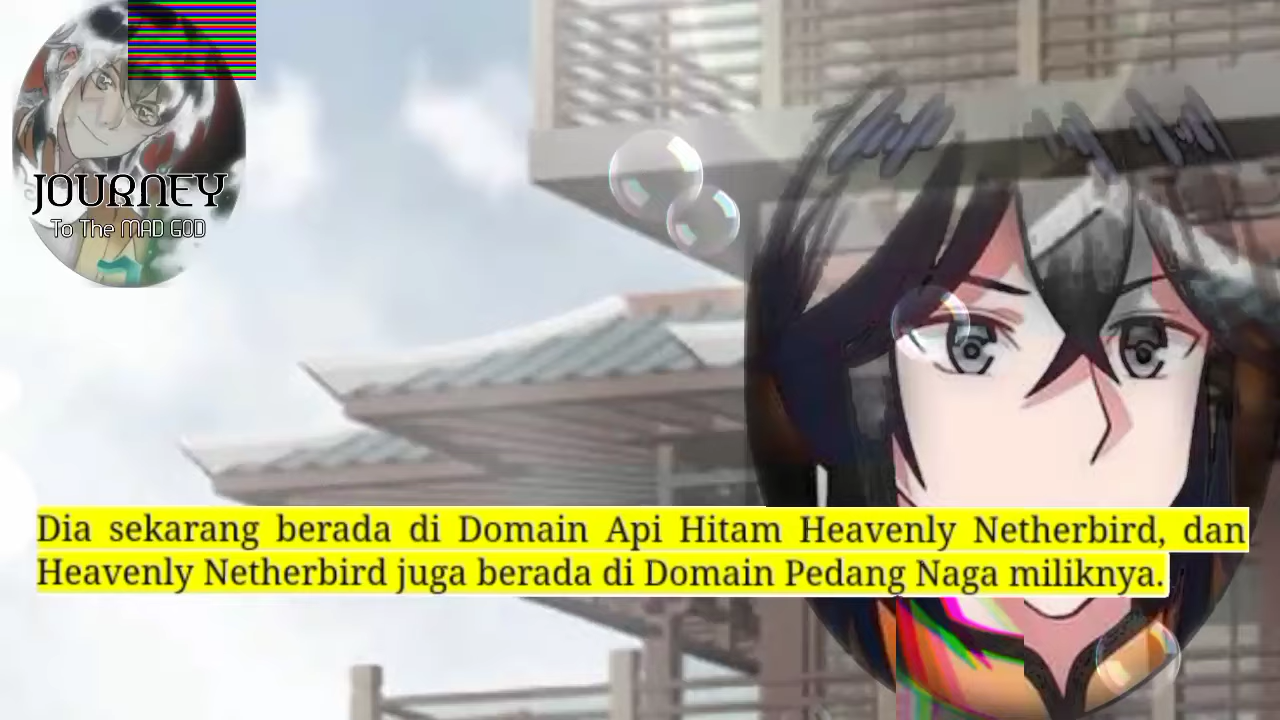 JOURNEY
To The MAD GOD
Dia sekarang berada di Domain Api Hitam Heavenly Netherbird, dan
Heavenly Netherbird juga berada di Domain Pedang Naga miliknya.